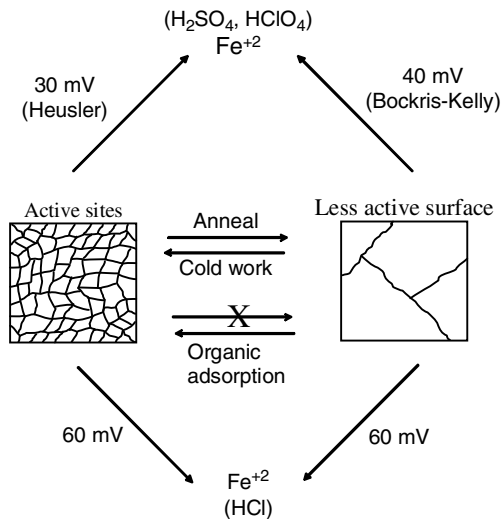 (H₂SO₄, HClO₄)
Fe⁺²
30 mV
(Heusler)
40 mV
(Bockris-Kelly)
Active sites
Less active surface
Anneal
Cold work
X
Organic
adsorption
60 mV
60 mV
Fe⁺²
(HCl)